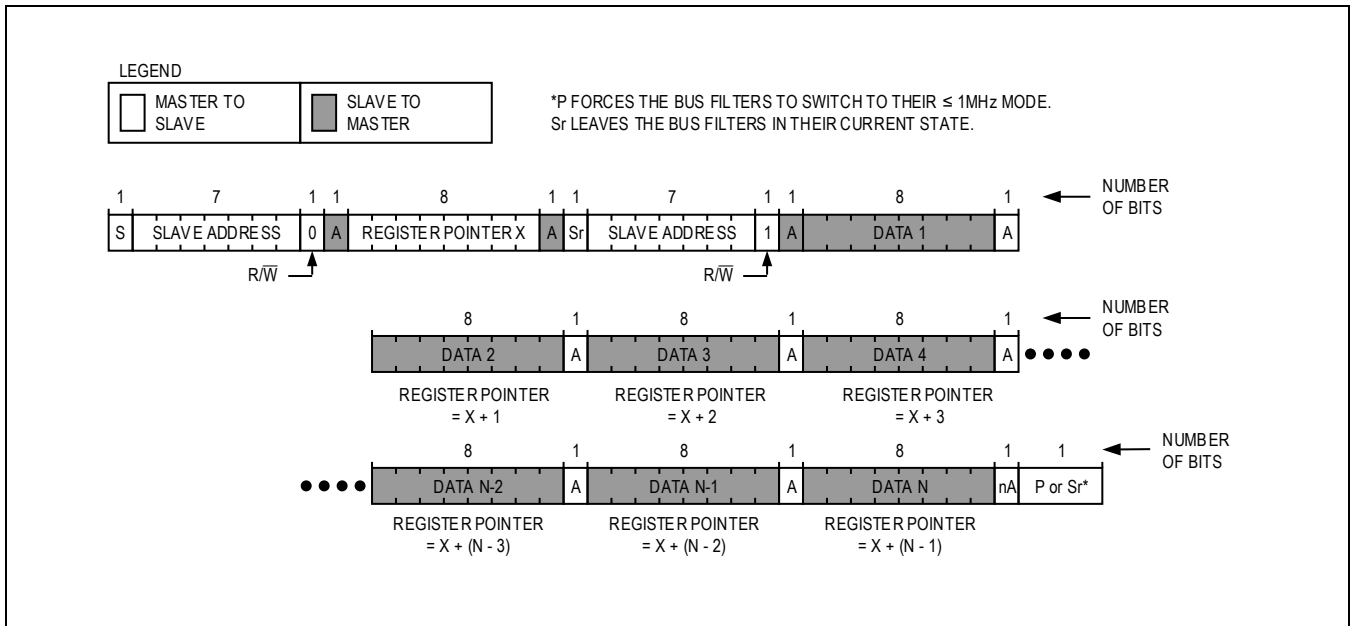 LEGEND
MASTER TO
SLAVE
SLAVE TO
MASTER
*P FORCES THE BUS FILTERS TO SWITCH TO THEIR ≤ 1MHz MODE.
Sr LEAVES THE BUS FILTERS IN THEIR CURRENT STATE.
1 7 1 1 8 1 1 7 1 1 8 1 NUMBER
OF BITS
S SLAVE ADDRESS 0 A REGISTER POINTER X A Sr SLAVE ADDRESS 1 A DATA 1 A
R/W̅ R/W̅
8 1 8 1 8 1 NUMBER
OF BITS
DATA 2 A DATA 3 A DATA 4 A
REGISTER POINTER REGISTER POINTER REGISTER POINTER
= X + 1 = X + 2 = X + 3
8 1 8 1 8 1 1 NUMBER
OF BITS
DATA N-2 A DATA N-1 A DATA N nA P or Sr*
REGISTER POINTER REGISTER POINTER REGISTER POINTER
= X + (N - 3) = X + (N - 2) = X + (N - 1)